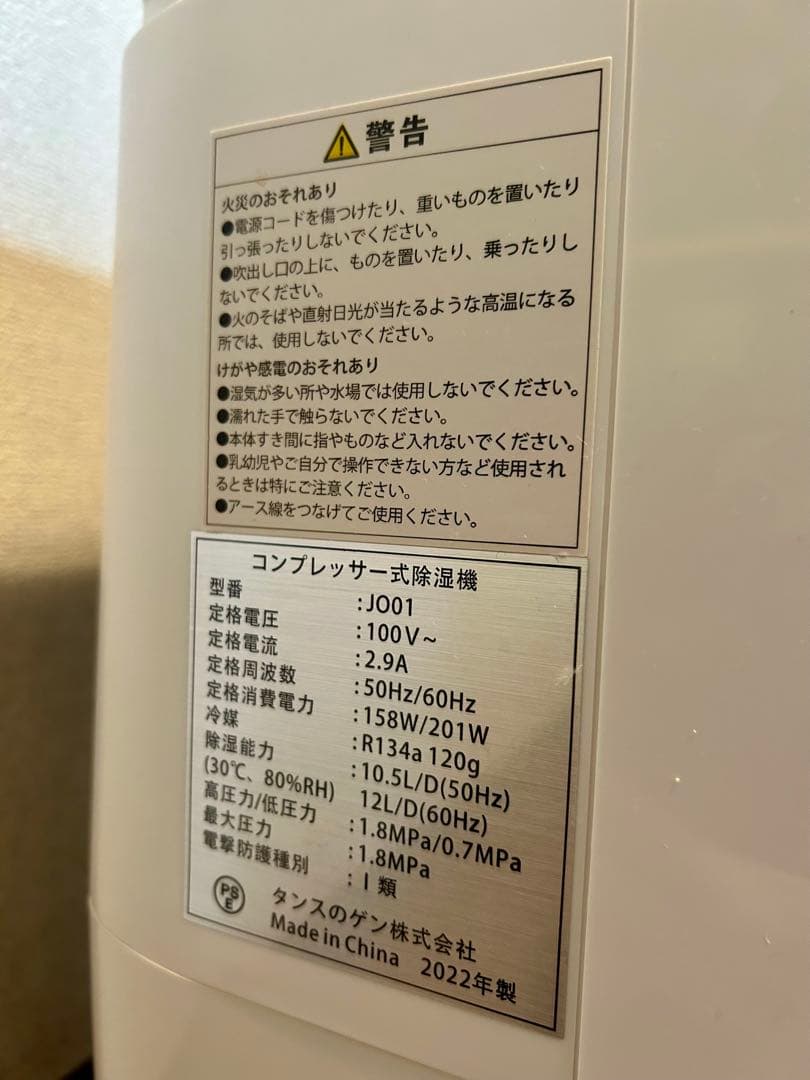 警告
火災のおそれあり
●電源コードを傷つけたり、重いものを置いたり
引っ張ったりしないでください。
●吹出し口の上に、ものを置いたり、乗ったりし
ないでください。
●火のそばや直射日光が当たるような高温になる
所では、使用しないでください。
けがや感電のおそれあり
●湿気が多い所や水場では使用しないでください。
●濡れた手で触らないでください。
●本体すき間に指やものなど入れないでください。
●乳幼児やご自分で操作できない方など使用され
るときは特にご注意ください。
●アース線をつなげてご使用ください。
コンプレッサー式除湿機
型番 :JO01
定格電圧 :100V~
定格電流 :2.9A
定格周波数 :50Hz/60Hz
定格消費電力 :158W/201W
冷媒 :R134a 120g
除湿能力 :10.5L/D(50Hz)
(30℃、80%RH) 12L/D(60Hz)
高圧力/低圧力 :1.8MPa/0.7MPa
最大圧力 :1.8MPa
電撃防護種別 :I類
PSE タンスのゲン株式会社
Made in China 2022年製